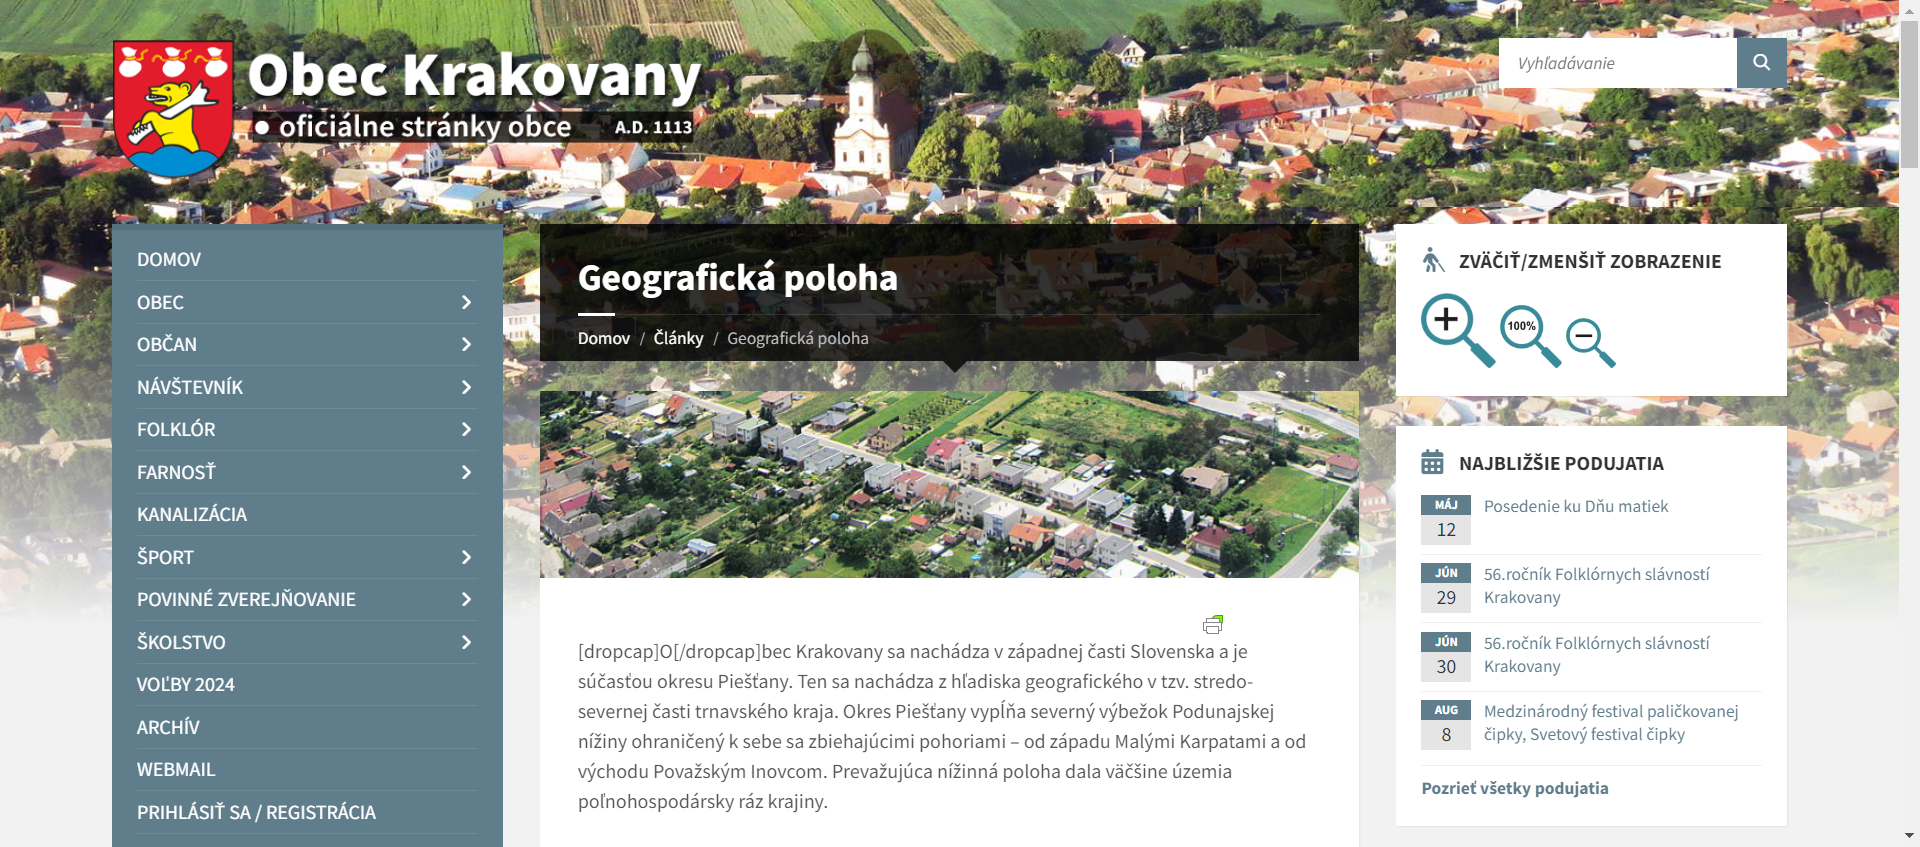 Obec Krakovany
oficiálne stránky obce A.D. 1113
Vyhľadávanie
DOMOV
OBEC
OBČAN
NÁVŠTEVNÍK
FOLKLÓR
FARNOSŤ
KANALIZÁCIA
ŠPORT
POVINNÉ ZVEREJŇOVANIE
ŠKOLSTVO
VOĽBY 2024
ARCHÍV
WEBMAIL
PRIHLÁSIŤ SA / REGISTRÁCIA
Geografická poloha
Domov / Články / Geografická poloha
[dropcap]O[/dropcap]bec Krakovany sa nachádza v západnej časti Slovenska a je
súčasťou okresu Piešťany. Ten sa nachádza z hľadiska geografického v tzv. stredo-
severnej časti trnavského kraja. Okres Piešťany vypĺňa severný výbežok Podunajskej
nížiny ohraničený k sebe sa zbiehajúcimi pohoriami – od západu Malými Karpatami a od
východu Považským Inovcom. Prevažujúca nížinná poloha dala väčšine územia
poľnohospodársky ráz krajiny.
ZVÄČIŤ/ZMENŠIŤ ZOBRAZENIE
100%
NAJBLIŽŠIE PODUJATIA
MÁJ
12
Posedenie ku Dňu matiek
JÚN
29
56.ročník Folklórnych slávností
Krakovany
JÚN
30
56.ročník Folklórnych slávností
Krakovany
AUG
8
Medzinárodný festival paličkovanej
čipky, Svetový festival čipky
Pozrieť všetky podujatia